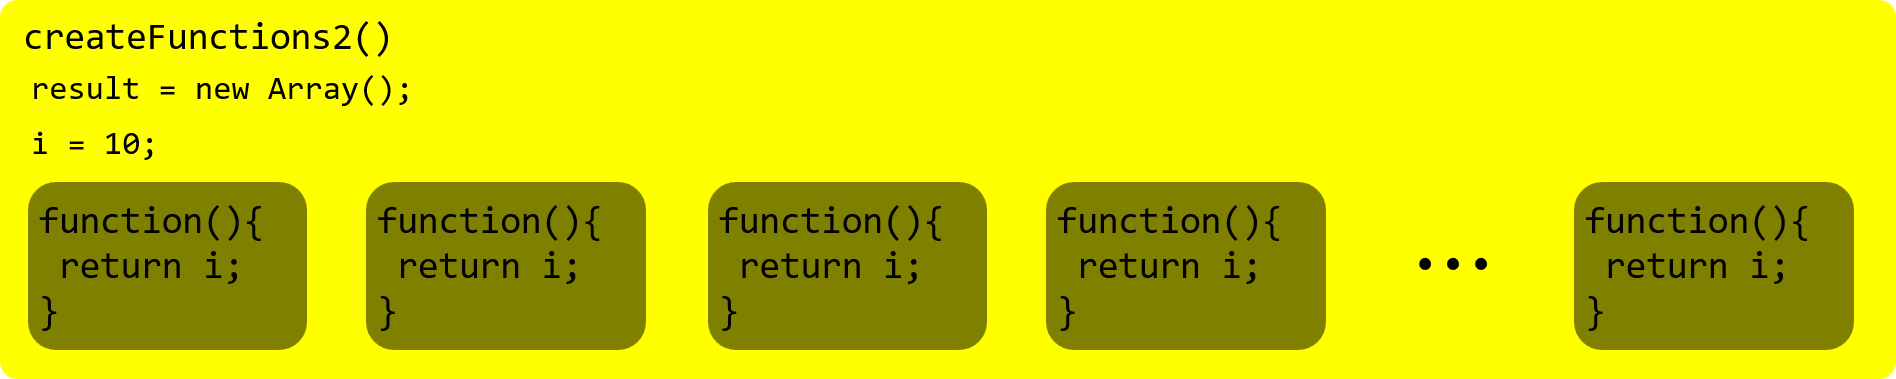 createFunctions2()
result = new Array();
i = 10;
function(){
return i;
}
function(){
return i;
}
function(){
return i;
}
function(){
return i;
}
...
function(){
return i;
}